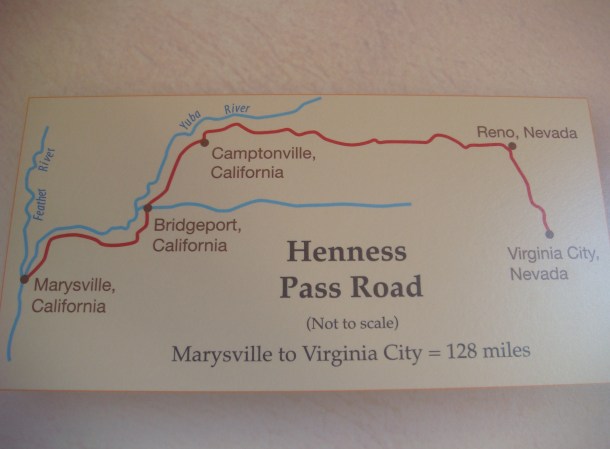 Yuba River
Feather River
Reno, Nevada
Camptonville,
California
Bridgeport,
California
Virginia City,
Nevada
Marysville,
California
Henness
Pass Road
(Not to scale)
Marysville to Virginia City = 128 miles